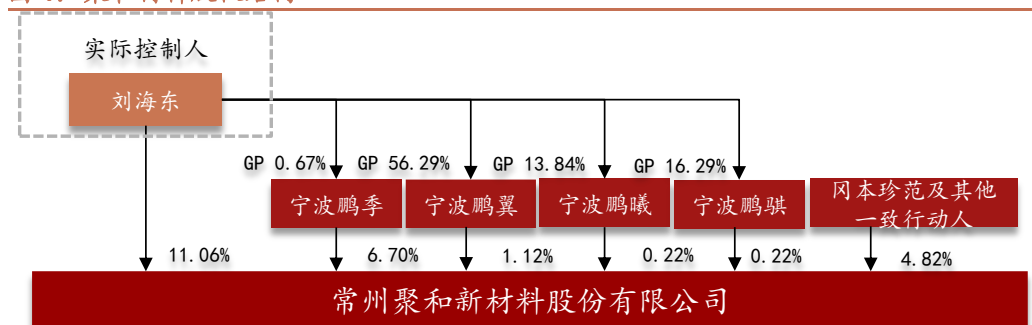 实际控制人
刘海东
GP 0.67% GP 56.29% GP 13.84% GP 16.29%
宁波鹏季 宁波鹏翼 宁波鹏曦 宁波鹏骐 冈本珍范及其他
一致行动人
11.06% 6.70% 1.12% 0.22% 0.22% 4.82%
常州聚和新材料股份有限公司